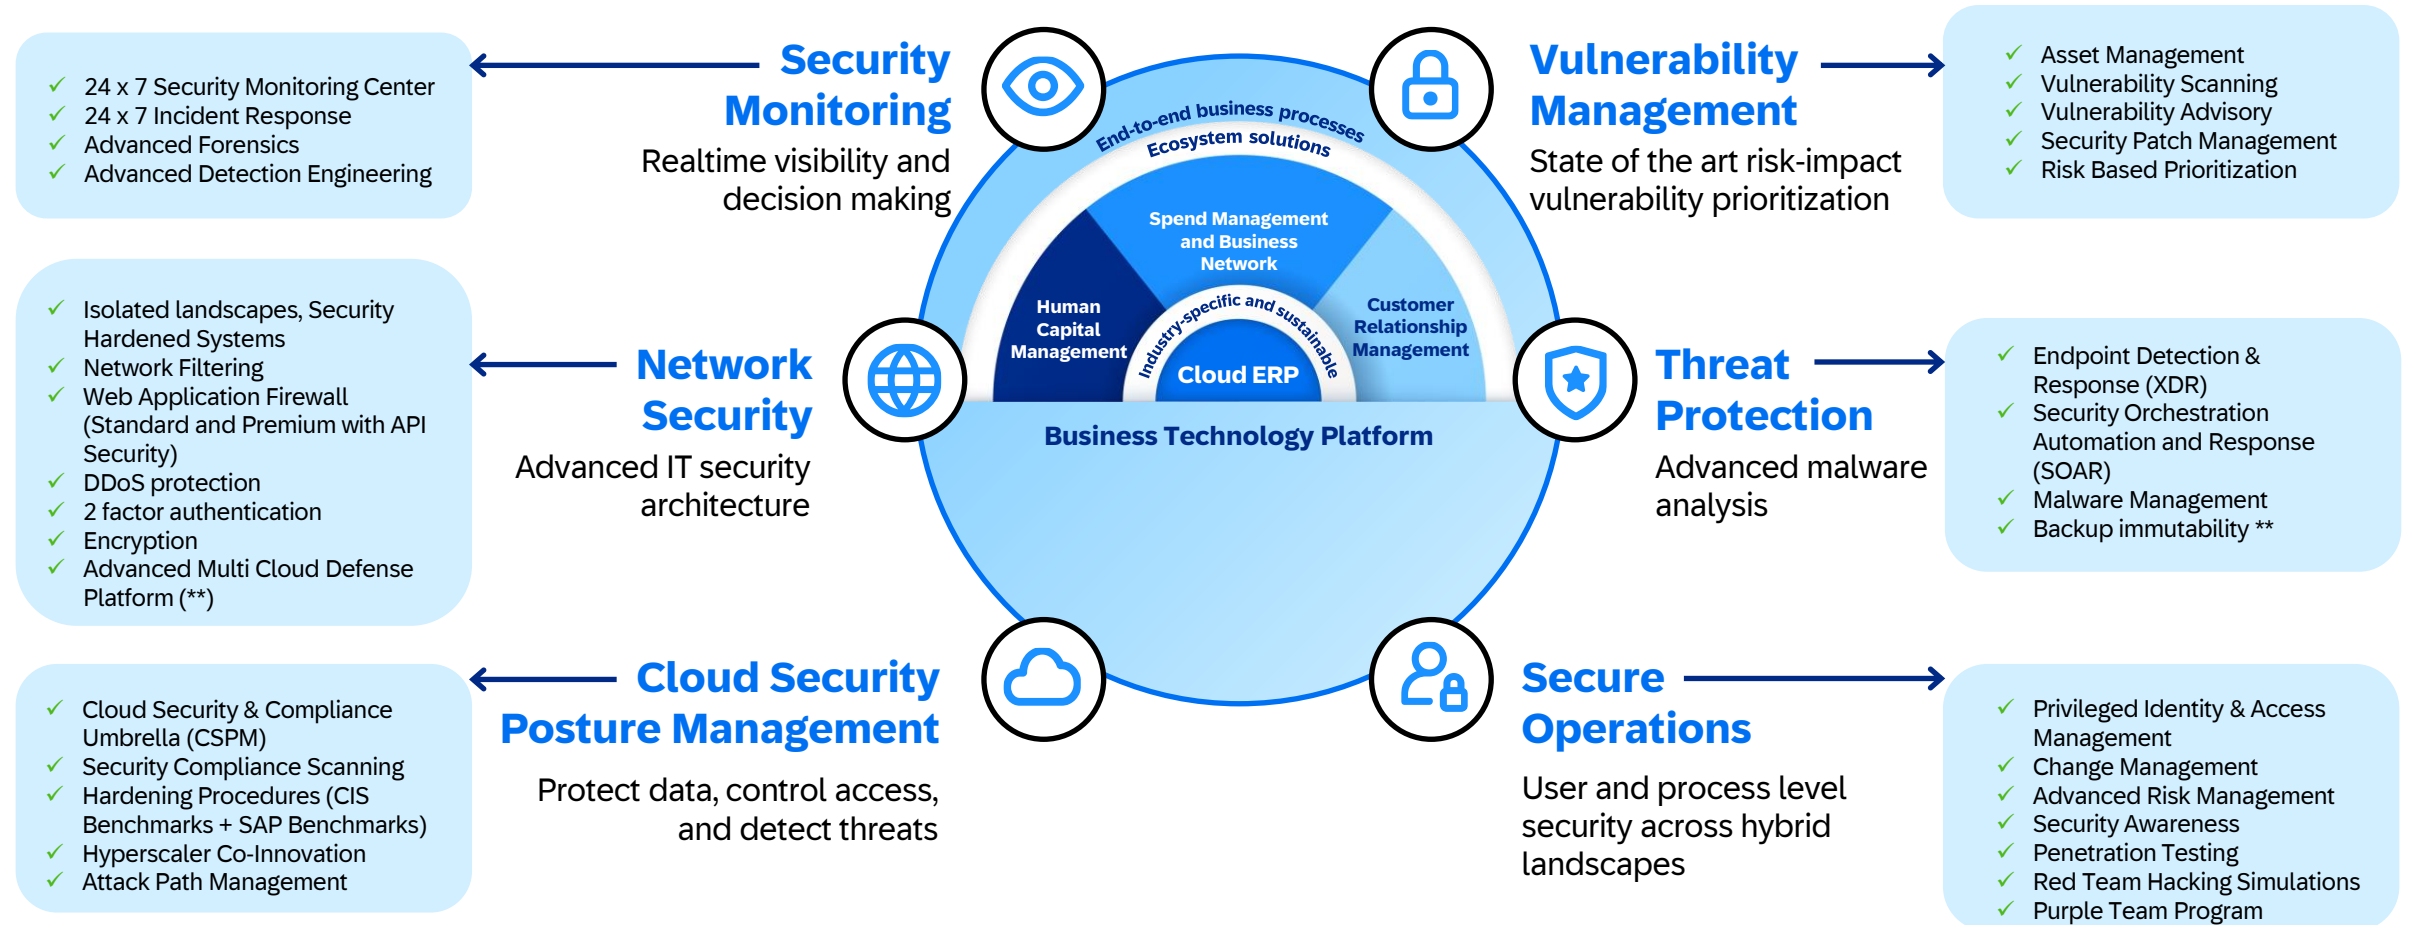 24 x 7 Security Monitoring Center
24 x 7 Incident Response
Advanced Forensics
Advanced Detection Engineering
Security
Monitoring
Realtime visibility and
decision making
Isolated landscapes, Security
Hardened Systems
Network Filtering
Web Application Firewall
(Standard and Premium with API
Security)
DDoS protection
2 factor authentication
Encryption
Advanced Multi Cloud Defense
Platform (**)
Network
Security
Advanced IT security
architecture
Cloud Security & Compliance
Umbrella (CSPM)
Security Compliance Scanning
Hardening Procedures (CIS
Benchmarks + SAP Benchmarks)
Hyperscaler Co-Innovation
Attack Path Management
Cloud Security
Posture Management
Protect data, control access,
and detect threats
End-to-end business processes
Ecosystem solutions
Spend Management
and Business
Network
Human
Capital
Management
Customer
Relationship
Management
Industry-specific and sustainable
Cloud ERP
Business Technology Platform
Vulnerability
Management
State of the art risk-impact
vulnerability prioritization
Asset Management
Vulnerability Scanning
Vulnerability Advisory
Security Patch Management
Risk Based Prioritization
Threat
Protection
Advanced malware
analysis
Endpoint Detection &
Response (XDR)
Security Orchestration
Automation and Response
(SOAR)
Malware Management
Backup immutability **
Secure
Operations
User and process level
security across hybrid
landscapes
Privileged Identity & Access
Management
Change Management
Advanced Risk Management
Security Awareness
Penetration Testing
Red Team Hacking Simulations
Purple Team Program